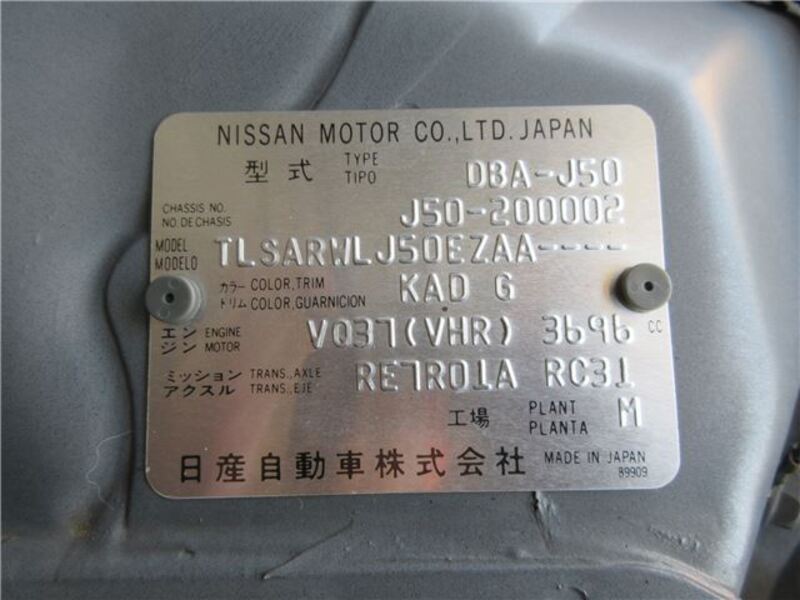 NISSAN MOTOR CO.,LTD. JAPAN
型式 TYPE TIPO DBA-J50
CHASSIS NO. NO. DE CHASIS J50-200002
MODEL MODELO TLSARWLJ50EZAA----
カラー COLOR, TRIM トリム COLOR, GUARNICION KAD G
エンジン ENGINE MOTOR VQ37(VHR) 3696 CC
ミッション TRANS., AXLE アクスル TRANS., EJE RE7R01A RC31
工場 PLANT PLANTA M
日産自動車株式会社 MADE IN JAPAN
89909